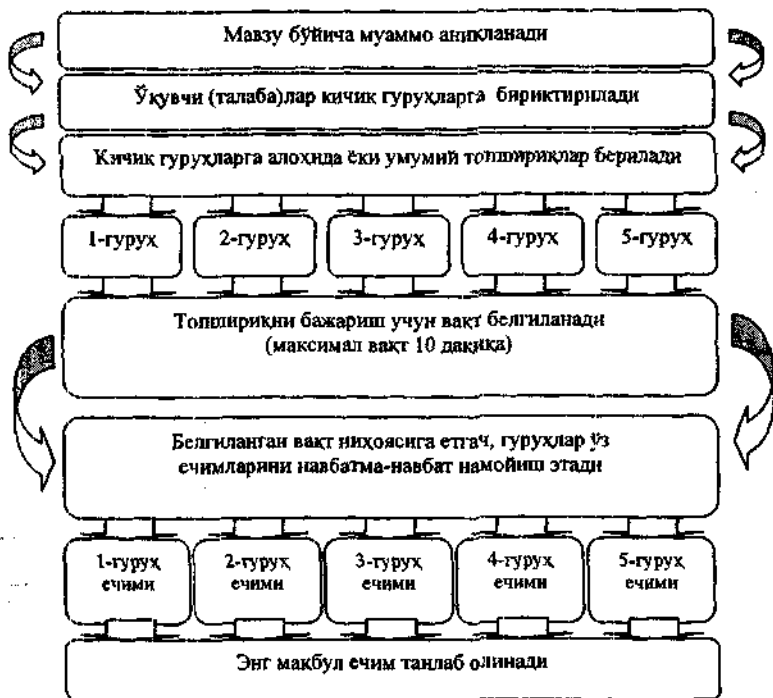 Мавзу бўйича муаммо аниқланади
Ўқувчи (талаба)лар кичик гуруҳларга бириктирилади
Кичик гуруҳларга алоҳида ёки умумий топшириқлар берилади
1-гуруҳ 2-гуруҳ 3-гуруҳ 4-гуруҳ 5-гуруҳ
Топшириқни бажариш учун вақт белгиланади
(максимал вақт 10 дақиқа)
Белгиланган вақт ниҳоясига етгач, гуруҳлар ўз
ечимларини навбатма-навбат намойиш этади
1-гуруҳ 2-гуруҳ 3-гуруҳ 4-гуруҳ 5-гуруҳ
ечими ечими ечими ечими ечими
Энг мақбул ечим танлаб олинади